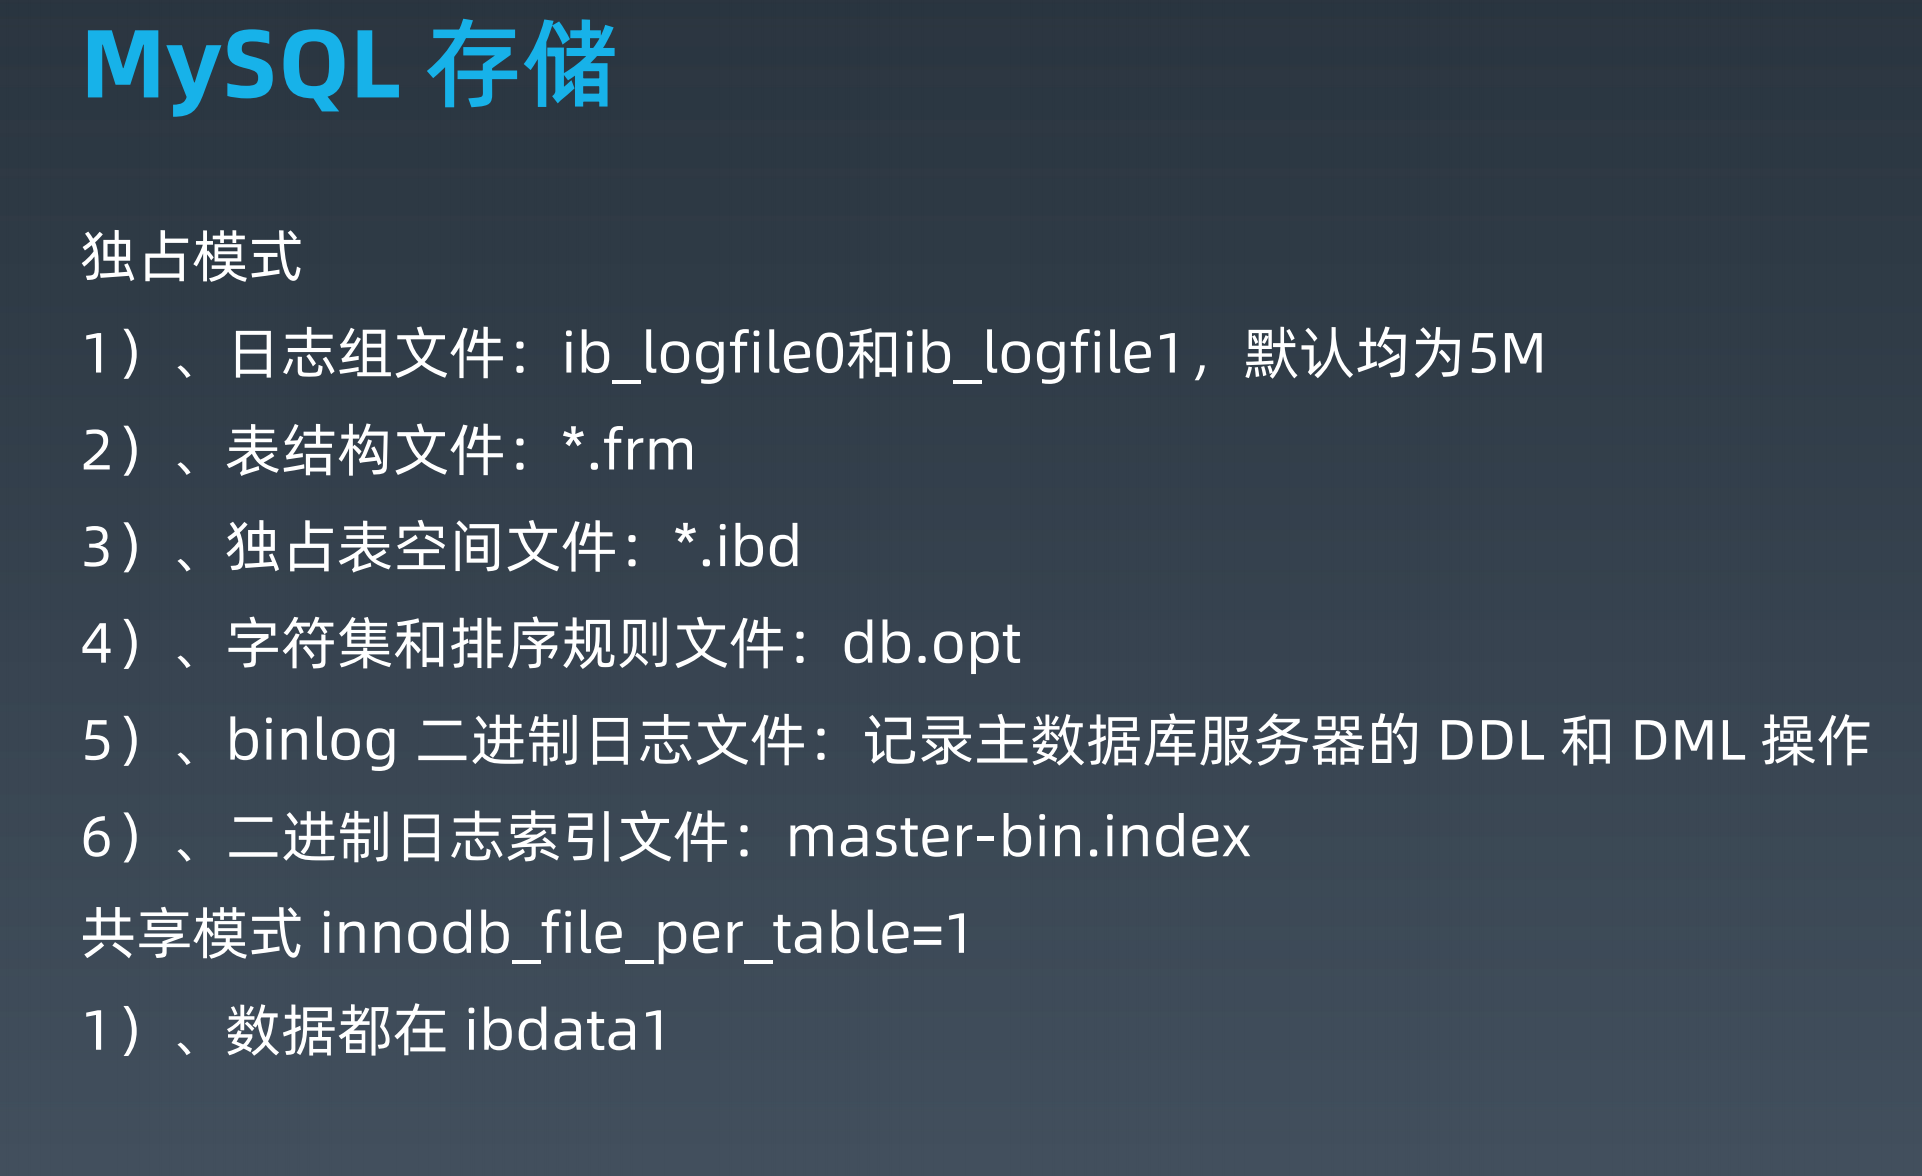 MySQL 存储
独占模式
1）、日志组文件：ib_logfile0和ib_logfile1，默认均为5M
2）、表结构文件：*.frm
3）、独占表空间文件：*.ibd
4）、字符集和排序规则文件：db.opt
5）、binlog 二进制日志文件：记录主数据库服务器的 DDL 和 DML 操作
6）、二进制日志索引文件：master-bin.index
共享模式 innodb_file_per_table=1
1）、数据都在 ibdata1